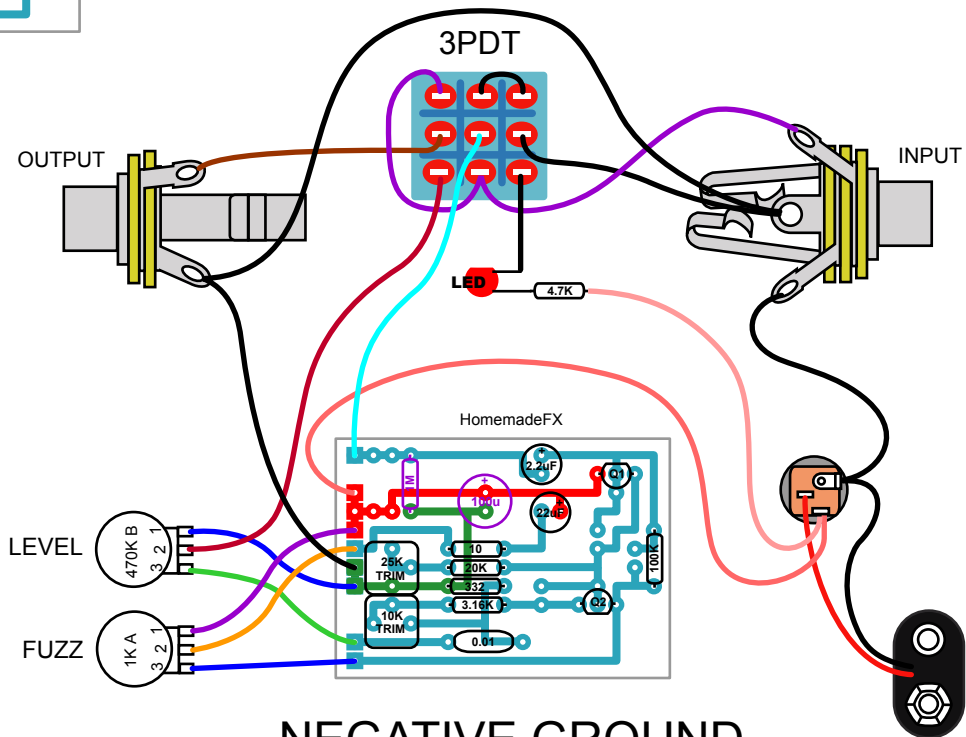 3PDT
OUTPUT
INPUT
LED
4.7K
HomemadeFX
+
2.2uF
Q1
1M
+
100u
22uF
LEVEL
470K B
1
2
3
25K
TRIM
10
20K
332
100K
3.16K
Q2
10K
TRIM
0.01
FUZZ
1K A
1
2
3
NEGATIVE GROUND